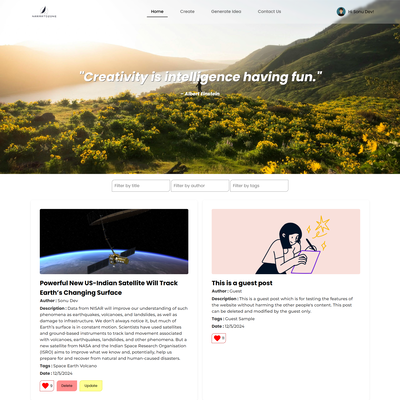 Home
Create
Generate Idea
Contact Us
"Creativity is intelligence having fun."
- Albert Einstein
Filter by title
Filter by author
Filter by tags
Powerful New US-Indian Satellite Will Track
Earth's Changing Surface
Author : Sonu Dev
Description : Data from NISAR will improve our understanding of such
phenomena as earthquakes, volcanoes, and landslides, as well as
damage to infrastructure. We don't always notice it, but much of
Earth's surface is in constant motion. Scientists have used satellites
and ground-based instruments to track land movement associated
with volcanoes, earthquakes, landslides, and other phenomena. But a
new satellite from NASA and the Indian Space Research Organisation
(ISRO) aims to improve what we know and, potentially, help us
prepare for and recover from natural and human-caused disasters.
Tags : Space Earth Volcano
Date : 12/5/2024
Delete
Update
This is a guest post
Author : Guest
Description : This is a guest post which is for testing the features of
the website without harming the other people's content. This post
can be deleted and modified by the guest only.
Tags : Guest Sample
Date : 12/5/2024